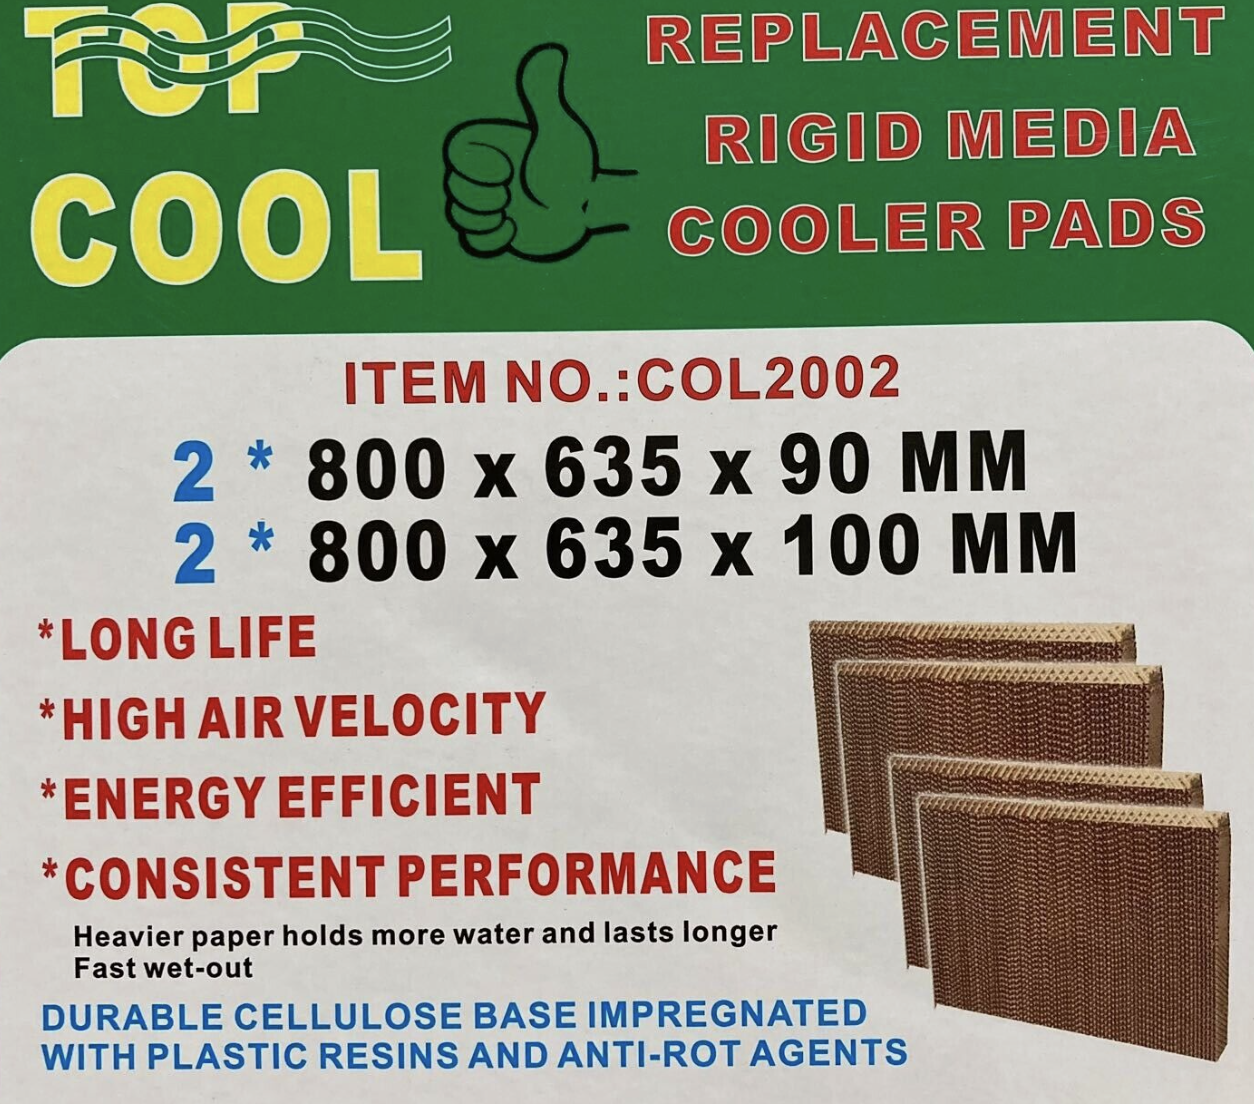 TOP
COOL
REPLACEMENT
RIGID MEDIA
COOLER PADS
ITEM NO.:COL2002
2 * 800 x 635 x 90 MM
2 * 800 x 635 x 100 MM
*LONG LIFE
*HIGH AIR VELOCITY
*ENERGY EFFICIENT
*CONSISTENT PERFORMANCE
Heavier paper holds more water and lasts longer
Fast wet-out
DURABLE CELLULOSE BASE IMPREGNATED
WITH PLASTIC RESINS AND ANTI-ROT AGENTS